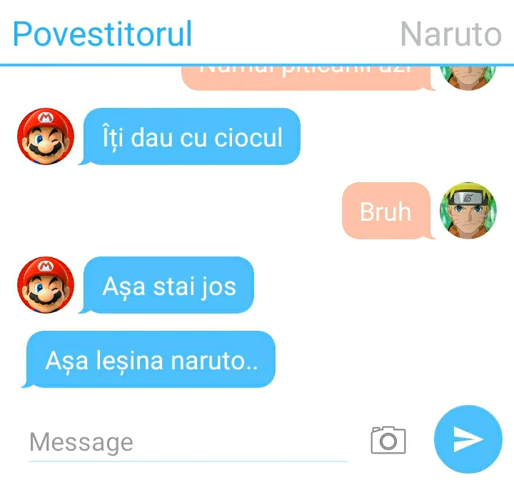 Povestitorul
Naruto
Îți dau cu ciocul
Bruh
Așa stai jos
Așa leșina naruto..
Message